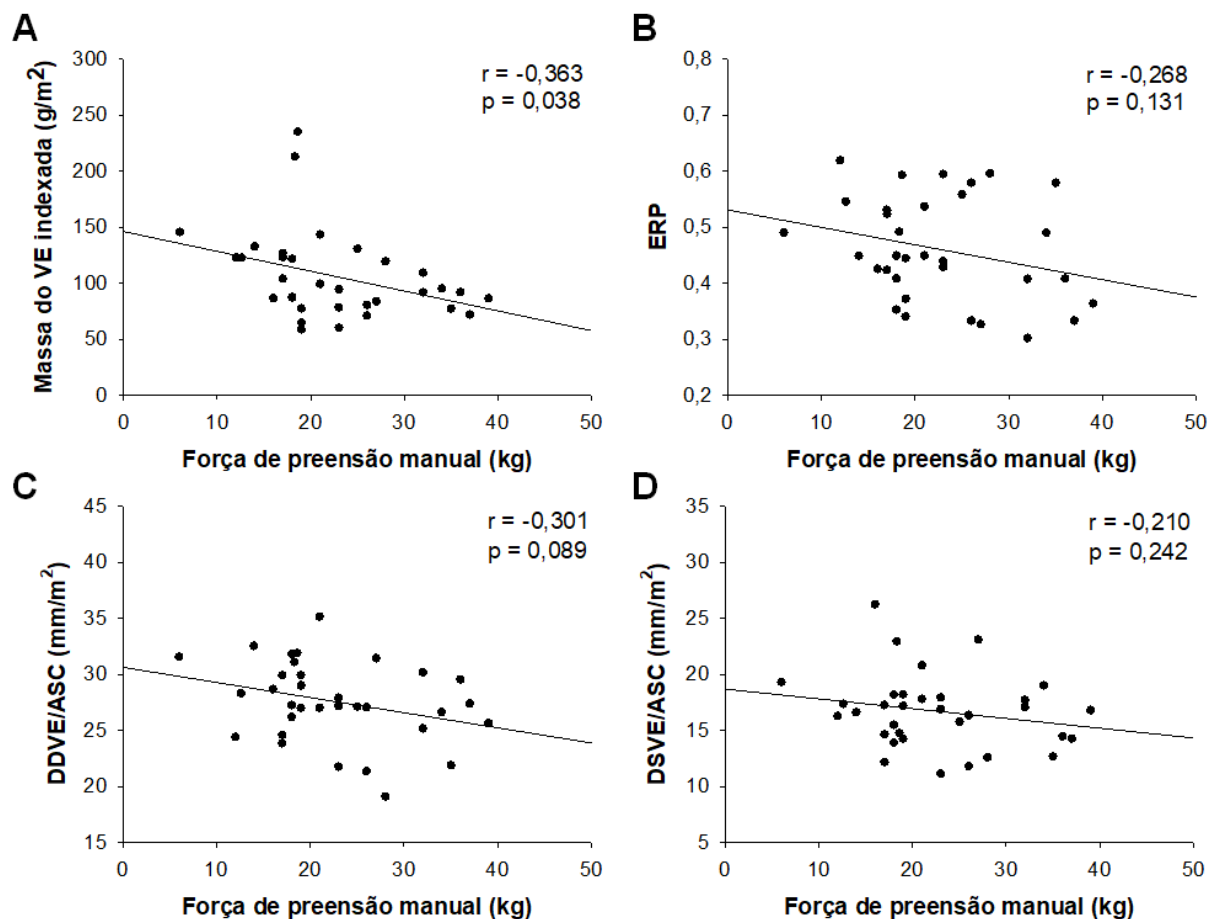 A
Massa do VE indexada (g/m²)
300
250
200
150
100
50
0
r = -0,363
p = 0,038
0 10 20 30 40 50
Força de preensão manual (kg)
B
ERP
0,8
0,7
0,6
0,5
0,4
0,3
0,2
r = -0,268
p = 0,131
0 10 20 30 40 50
Força de preensão manual (kg)
C
DDVE/ASC (mm/m²)
45
40
35
30
25
20
15
r = -0,301
p = 0,089
0 10 20 30 40 50
Força de preensão manual (kg)
D
DSVE/ASC (mm/m²)
35
30
25
20
15
10
5
r = -0,210
p = 0,242
0 10 20 30 40 50
Força de preensão manual (kg)